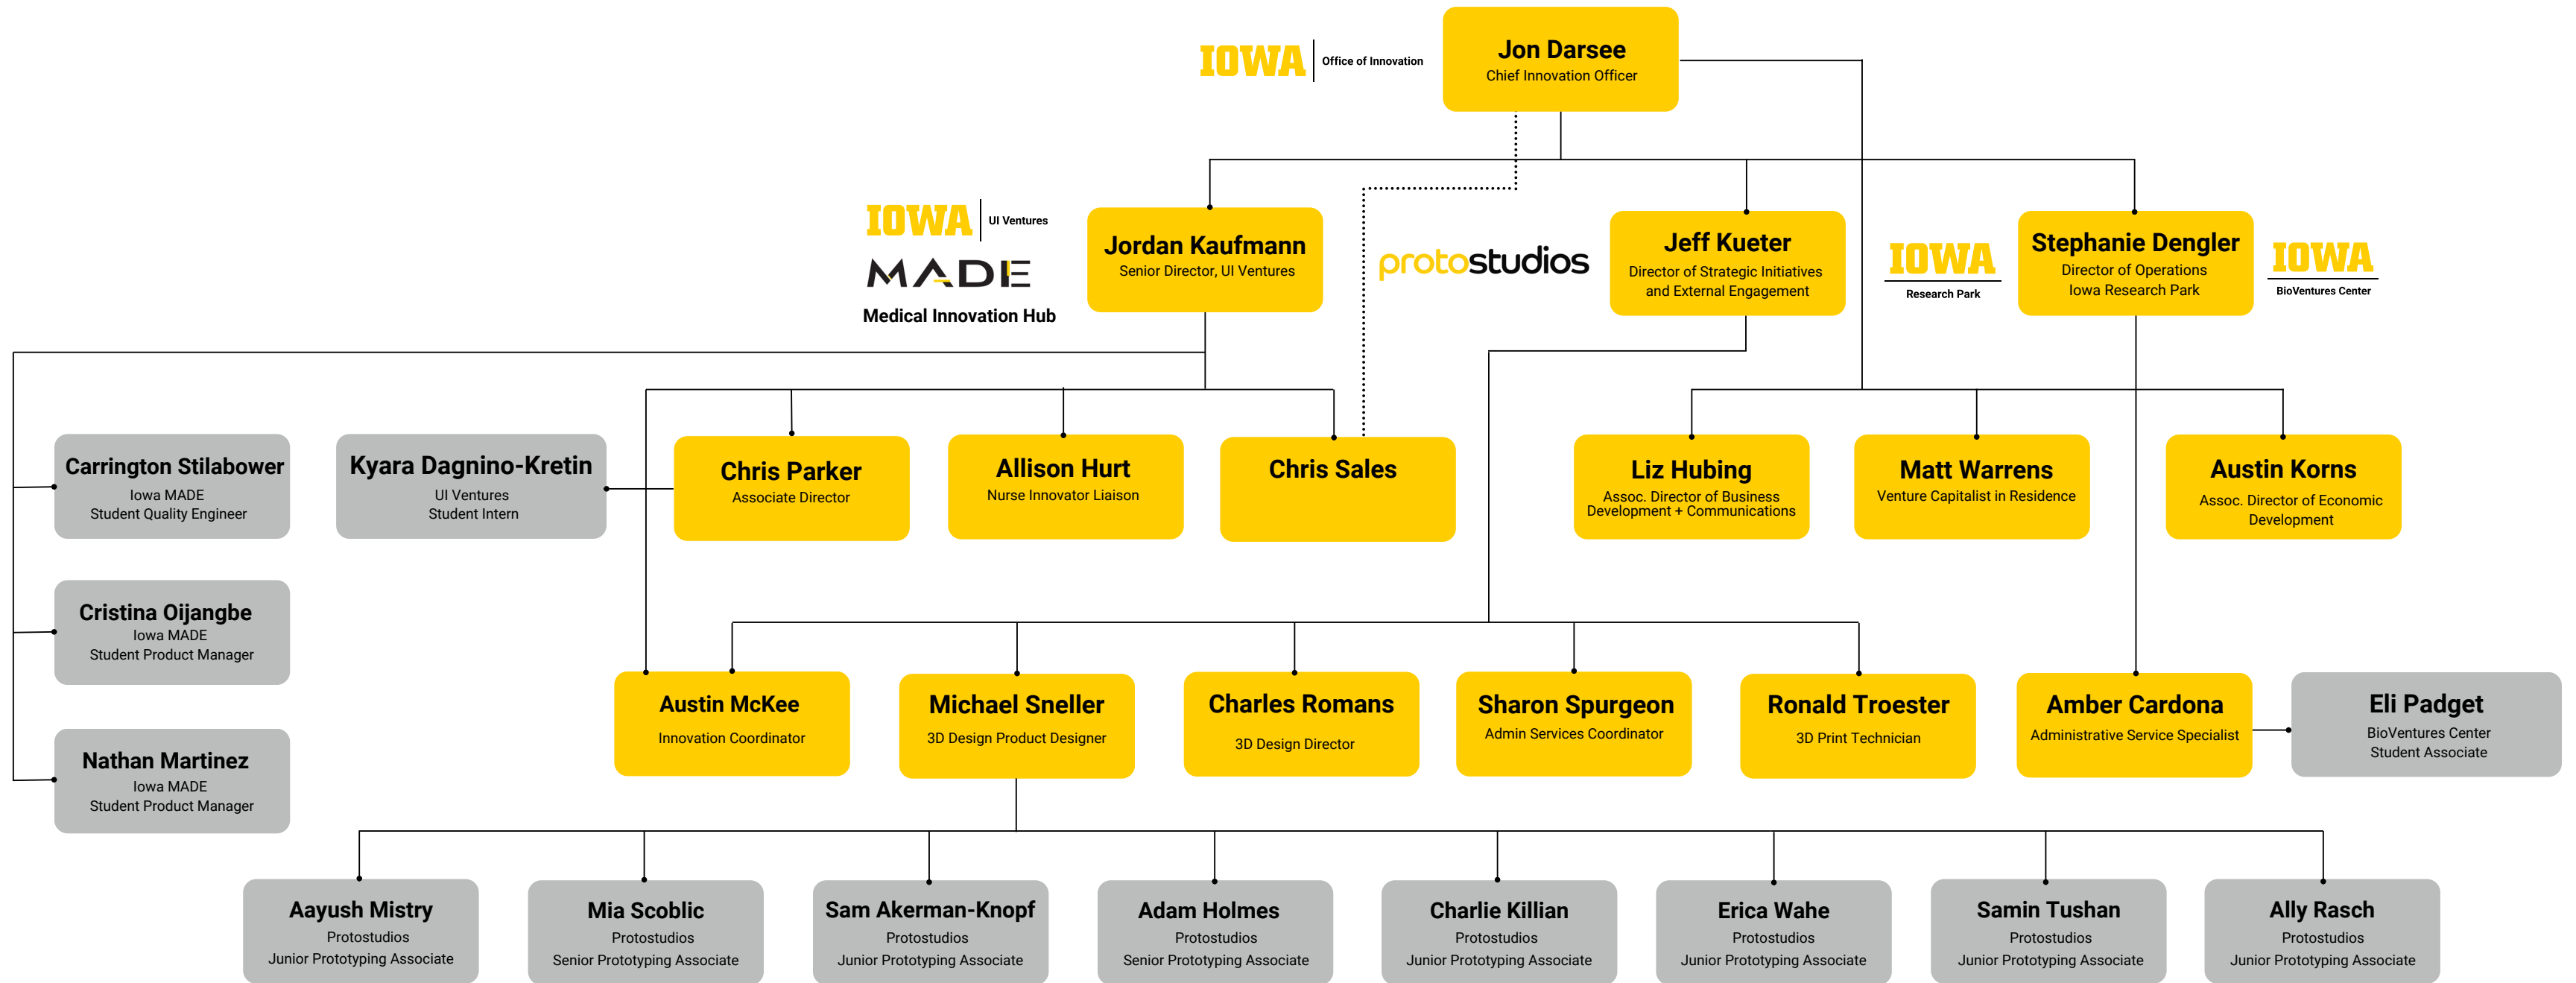 IOWA
Office of Innovation
Jon Darsee
Chief Innovation Officer
IOWA
UI Ventures
MADE
Medical Innovation Hub
Jordan Kaufmann
Senior Director, UI Ventures
protostudios
Jeff Kueter
Director of Strategic Initiatives
and External Engagement
IOWA
Research Park
Stephanie Dengler
Director of Operations
Iowa Research Park
IOWA
BioVentures Center
Carrington Stilabower
Iowa MADE
Student Quality Engineer
Kyara Dagnino-Kretin
UI Ventures
Student Intern
Chris Parker
Associate Director
Allison Hurt
Nurse Innovator Liaison
Chris Sales
Liz Hubing
Assoc. Director of Business
Development + Communications
Matt Warrens
Venture Capitalist in Residence
Austin Korns
Assoc. Director of Economic
Development
Cristina Oijangbe
Iowa MADE
Student Product Manager
Nathan Martinez
Iowa MADE
Student Product Manager
Austin McKee
Innovation Coordinator
Michael Sneller
3D Design Product Designer
Charles Romans
3D Design Director
Sharon Spurgeon
Admin Services Coordinator
Ronald Troester
3D Print Technician
Amber Cardona
Administrative Service Specialist
Eli Padget
BioVentures Center
Student Associate
Aayush Mistry
Protostudios
Junior Prototyping Associate
Mia Scoblic
Protostudios
Senior Prototyping Associate
Sam Akerman-Knopf
Protostudios
Junior Prototyping Associate
Adam Holmes
Protostudios
Senior Prototyping Associate
Charlie Killian
Protostudios
Junior Prototyping Associate
Erica Wahe
Protostudios
Junior Prototyping Associate
Samin Tushan
Protostudios
Junior Prototyping Associate
Ally Rasch
Protostudios
Junior Prototyping Associate